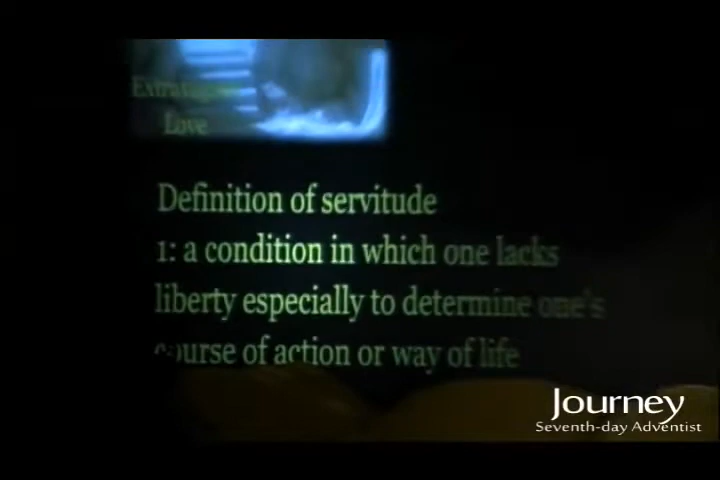 Extravagant
Love
Definition of servitude
1: a condition in which one lacks
liberty especially to determine one's
course of action or way of life
Journey
Seventh-day Adventist